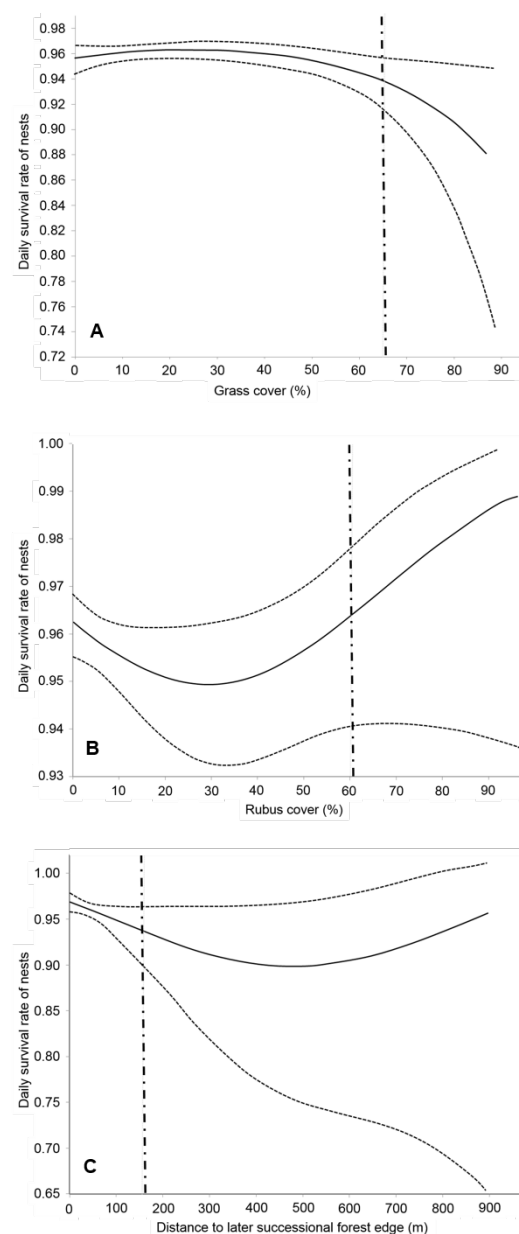 0.98
0.96
0.94
0.92
0.90
0.88
0.86
0.84
0.82
0.80
0.78
0.76
0.74
0.72
Daily survival rate of nests
A
0 10 20 30 40 50 60 70 80 90
Grass cover (%)
1.00
0.99
0.98
0.97
0.96
0.95
0.94
0.93
Daily survival rate of nests
B
0 10 20 30 40 50 60 70 80 90
Rubus cover (%)
1.00
0.95
0.90
0.85
0.80
0.75
0.70
0.65
Daily survival rate of nests
C
0 100 200 300 400 500 600 700 800 900
Distance to later successional forest edge (m)